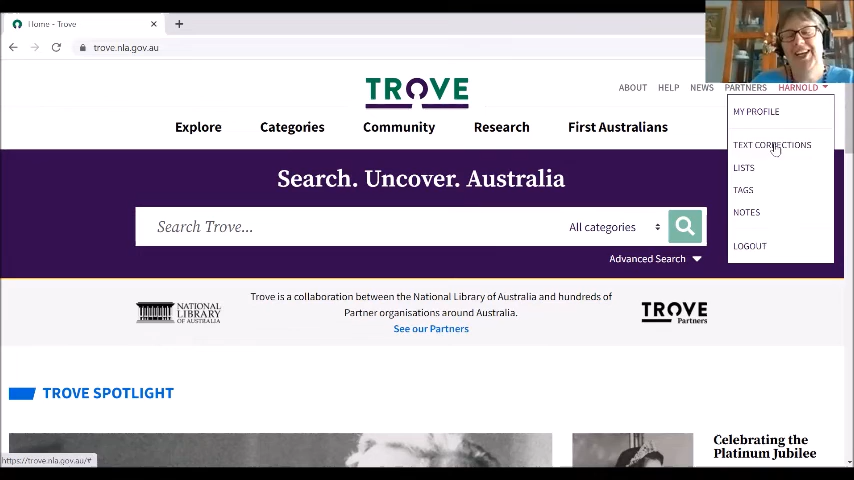 Home - Trove
trove.nla.gov.au
TROVE
ABOUT HELP NEWS PARTNERS HARNOLD
Explore Categories Community Research First Australians
MY PROFILE
TEXT CORRECTIONS
LISTS
TAGS
NOTES
LOGOUT
Search. Uncover. Australia
Search Trove... All categories
Advanced Search
NATIONAL LIBRARY OF AUSTRALIA
Trove is a collaboration between the National Library of Australia and hundreds of
Partner organisations around Australia.
See our Partners
TROVE
Partners
TROVE SPOTLIGHT
Celebrating the
Platinum Jubilee
https://trove.nla.gov.au/#